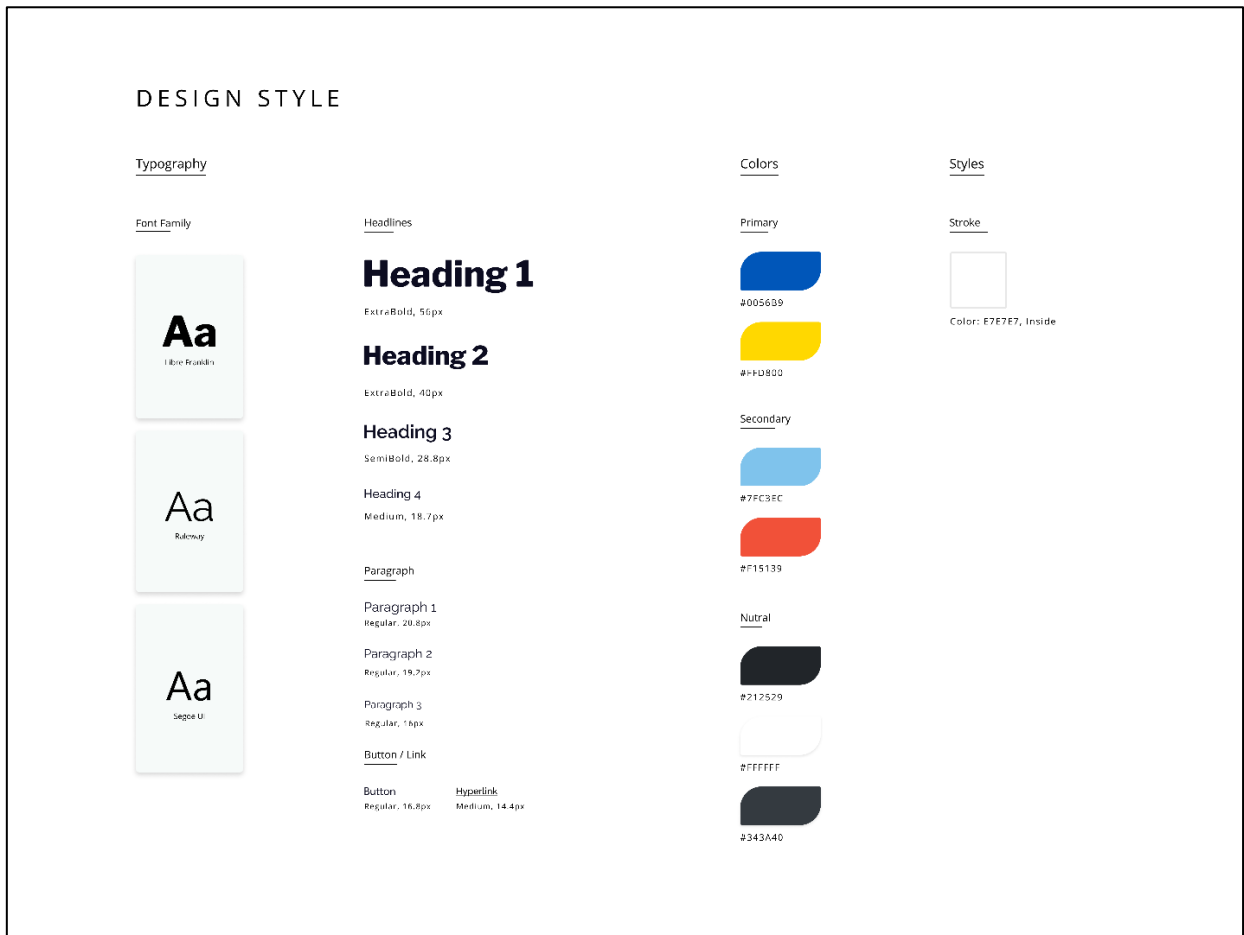 DESIGN STYLE
Typography
Font Family
Aa
Libre Franklin
Aa
Raleway
Aa
Segoe UI
Headlines
Heading 1
ExtraBold, 56px
Heading 2
ExtraBold, 40px
Heading 3
SemiBold, 28.8px
Heading 4
Medium, 18.7px
Paragraph
Paragraph 1
Regular, 20.8px
Paragraph 2
Regular, 19.2px
Paragraph 3
Regular, 16px
Button / Link
Button
Regular, 16.8px
Hyperlink
Medium, 14.4px
Colors
Primary
#0056B9
#FFD800
Secondary
#7FC3EC
#F15139
Nutral
#212529
#FFFFFF
#343A40
Styles
Stroke
Color: E7E7E7, Inside